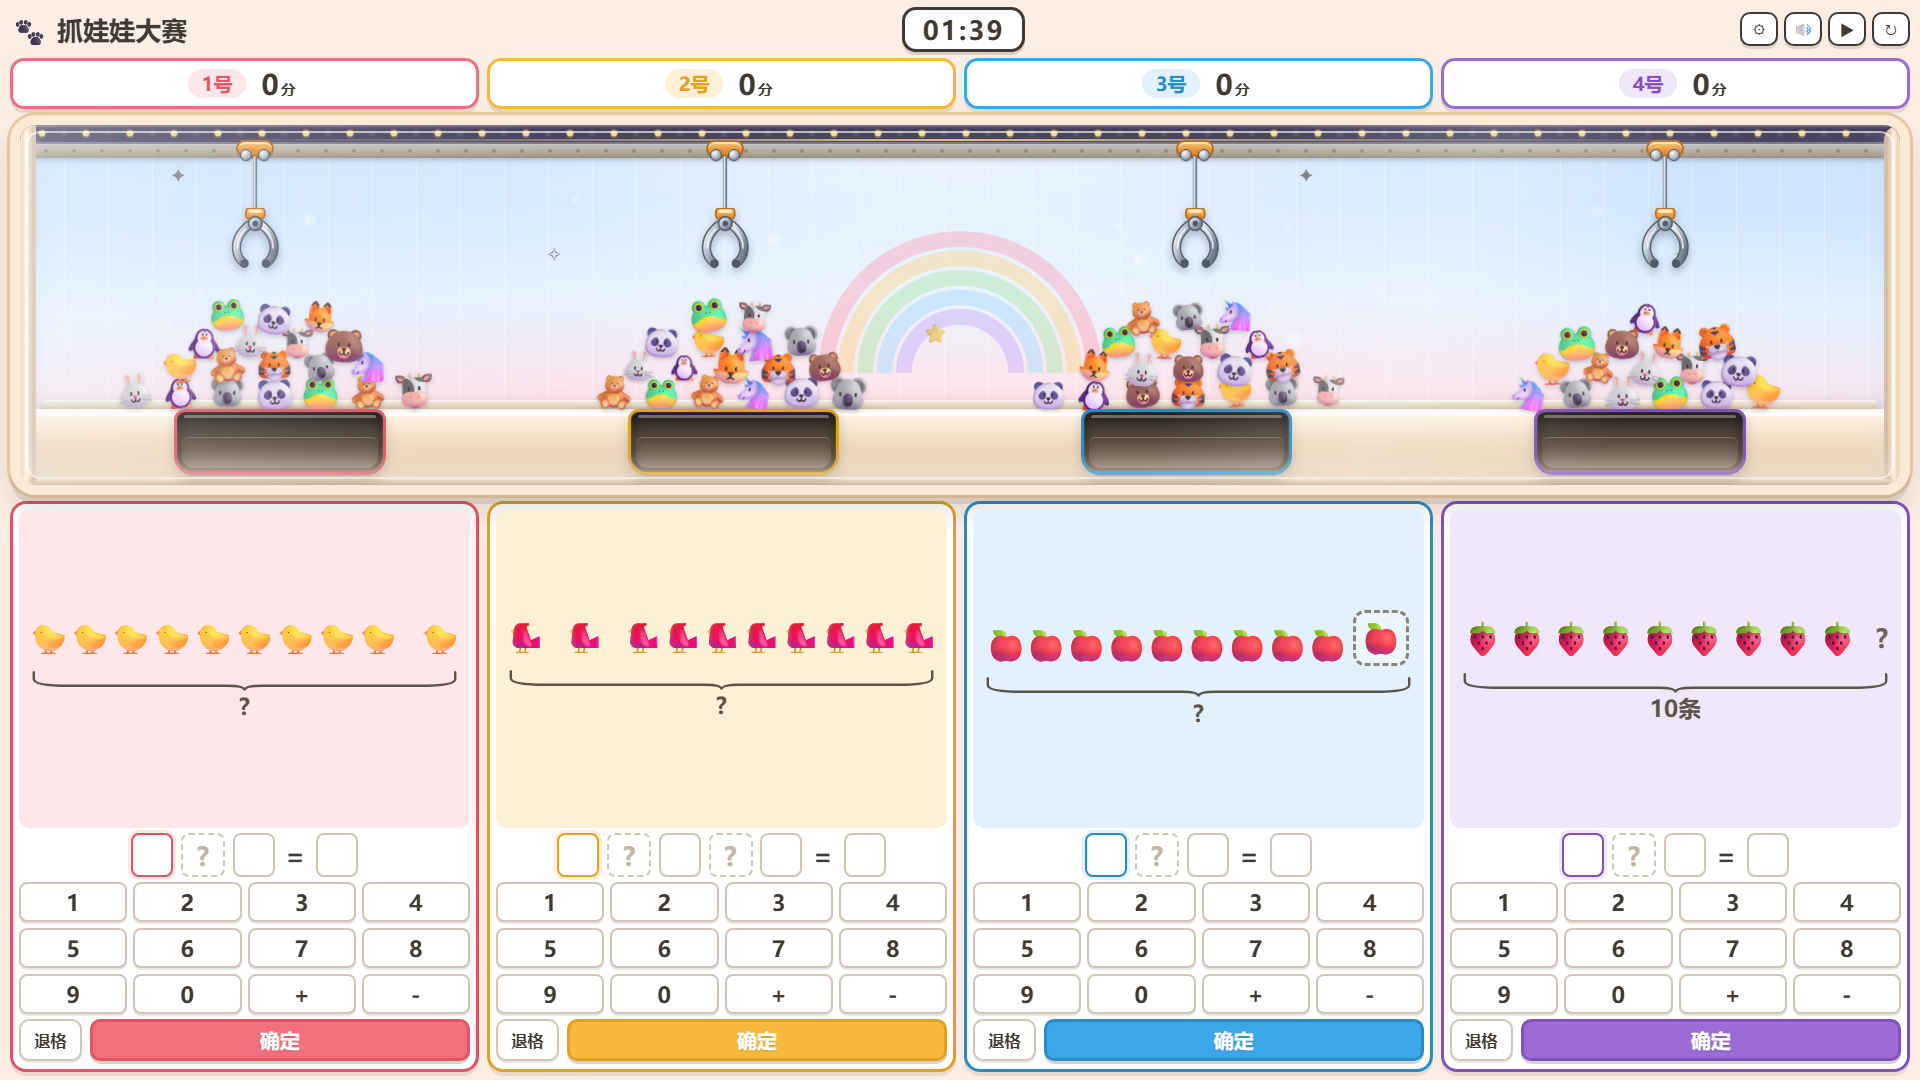 抓娃娃大赛
01:39
1号 0分
2号 0分
3号 0分
4号 0分
?
?
?
?
10条
? =
? ? =
? =
? =
1 2 3 4
5 6 7 8
9 0 + -
退格 确定
1 2 3 4
5 6 7 8
9 0 + -
退格 确定
1 2 3 4
5 6 7 8
9 0 + -
退格 确定
1 2 3 4
5 6 7 8
9 0 + -
退格 确定